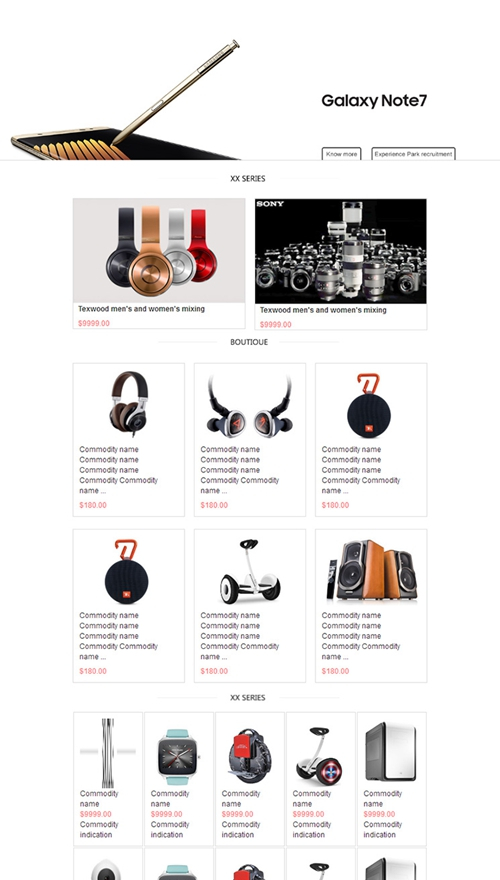 Galaxy Note7
Know more
Experience Park recruitment
XX SERIES
SONY
Texwood men's and women's mixing
$9999.00
Texwood men's and women's mixing
$9999.00
BOUTIOUE
Commodity name
Commodity name
Commodity name
Commodity Commodity
name ...
$180.00
Commodity name
Commodity name
Commodity name
Commodity Commodity
name ...
$180.00
Commodity name
Commodity name
Commodity name
Commodity Commodity
name ...
$180.00
Commodity name
Commodity name
Commodity name
Commodity Commodity
name ...
$180.00
Commodity name
Commodity name
Commodity name
Commodity Commodity
name ...
$180.00
Commodity name
Commodity name
Commodity name
Commodity Commodity
name ...
$180.00
XX SERIES
Commodity
name
$9999.00
Commodity
indication
Commodity
name
$9999.00
Commodity
indication
Commodity
name
$9999.00
Commodity
indication
Commodity
name
$9999.00
Commodity
indication
Commodity
name
$9999.00
Commodity
indication